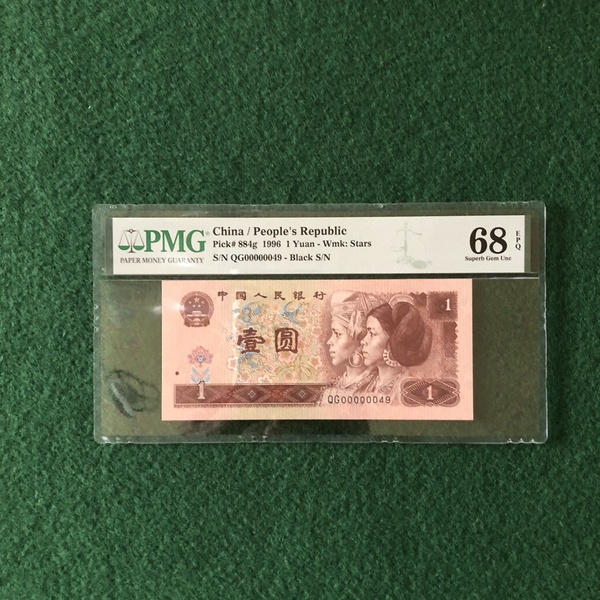 PMG
PAPER MONEY GUARANTY
China / People's Republic
Pick# 884g 1996 1 Yuan - Wmk: Stars
S/N QG00000049 - Black S/N
68 EPQ
Superb Gem Unc
中国人民银行
1
壹圆
1
QG00000049
1